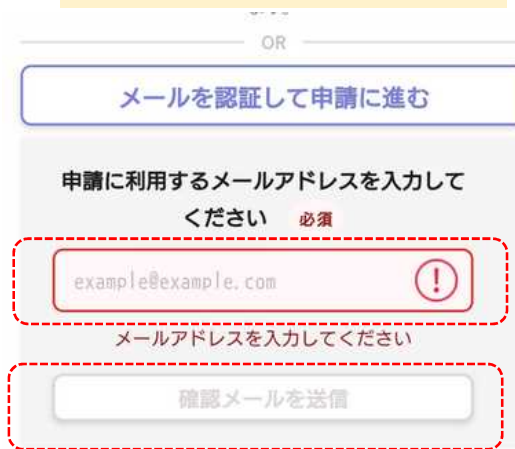 OR
メールを認証して申請に進む
申請に利用するメールアドレスを入力して
ください 必須
example@example.com
メールアドレスを入力してください
確認メールを送信